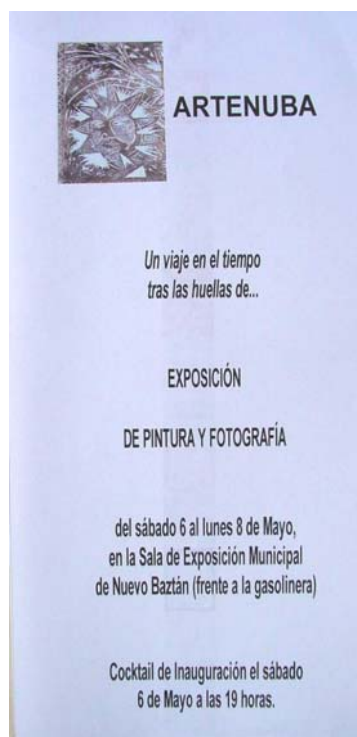 ARTENUBA
Un viaje en el tiempo
tras las huellas de...
EXPOSICIÓN
DE PINTURA Y FOTOGRAFÍA
del sábado 6 al lunes 8 de Mayo,
en la Sala de Exposición Municipal
de Nuevo Baztán (frente a la gasolinera)
Cocktail de Inauguración el sábado
6 de Mayo a las 19 horas.